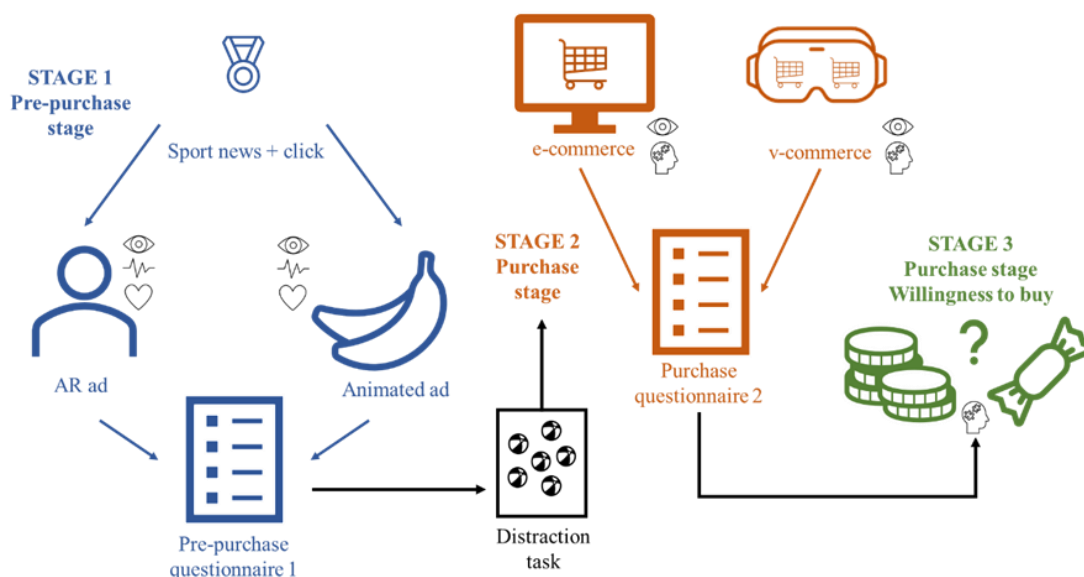 STAGE 1
Pre-purchase
stage
Sport news + click
AR ad
Animated ad
Pre-purchase
questionnaire 1
Distraction
task
STAGE 2
Purchase
stage
e-commerce
v-commerce
Purchase
questionnaire 2
STAGE 3
Purchase stage
Willingness to buy
?